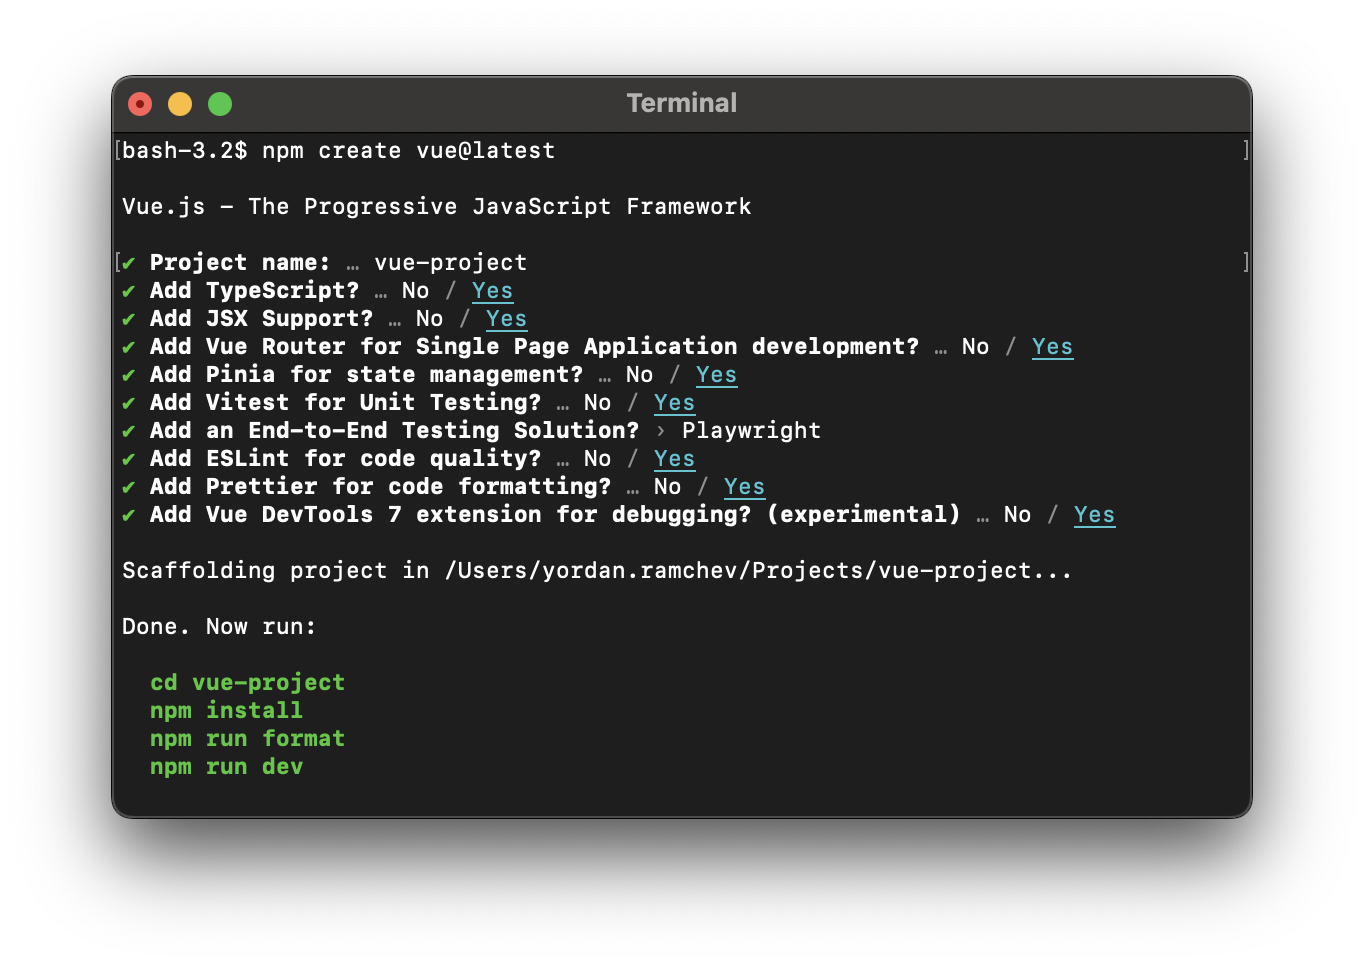 Terminal
[bash-3.2$ npm create vue@latest ]
Vue.js - The Progressive JavaScript Framework
[✔ Project name: … vue-project ]
✔ Add TypeScript? … No / Yes
✔ Add JSX Support? … No / Yes
✔ Add Vue Router for Single Page Application development? … No / Yes
✔ Add Pinia for state management? … No / Yes
✔ Add Vitest for Unit Testing? … No / Yes
✔ Add an End-to-End Testing Solution? › Playwright
✔ Add ESLint for code quality? … No / Yes
✔ Add Prettier for code formatting? … No / Yes
✔ Add Vue DevTools 7 extension for debugging? (experimental) … No / Yes
Scaffolding project in /Users/yordan.ramchev/Projects/vue-project...
Done. Now run:
cd vue-project
npm install
npm run format
npm run dev